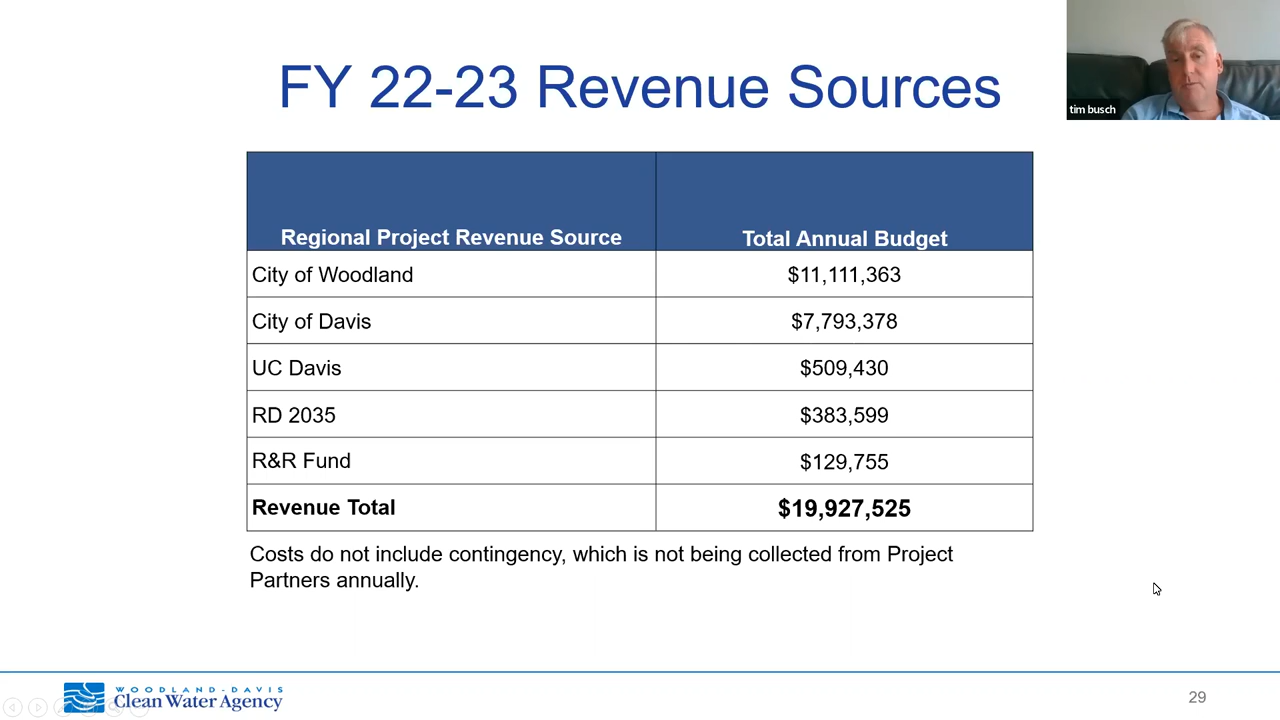 FY 22-23 Revenue Sources
tim busch
Regional Project Revenue Source
Total Annual Budget
City of Woodland
$11,111,363
City of Davis
$7,793,378
UC Davis
$509,430
RD 2035
$383,599
R&R Fund
$129,755
Revenue Total
$19,927,525
Costs do not include contingency, which is not being collected from Project
Partners annually.
WOODLAND-DAVIS
Clean Water Agency
29